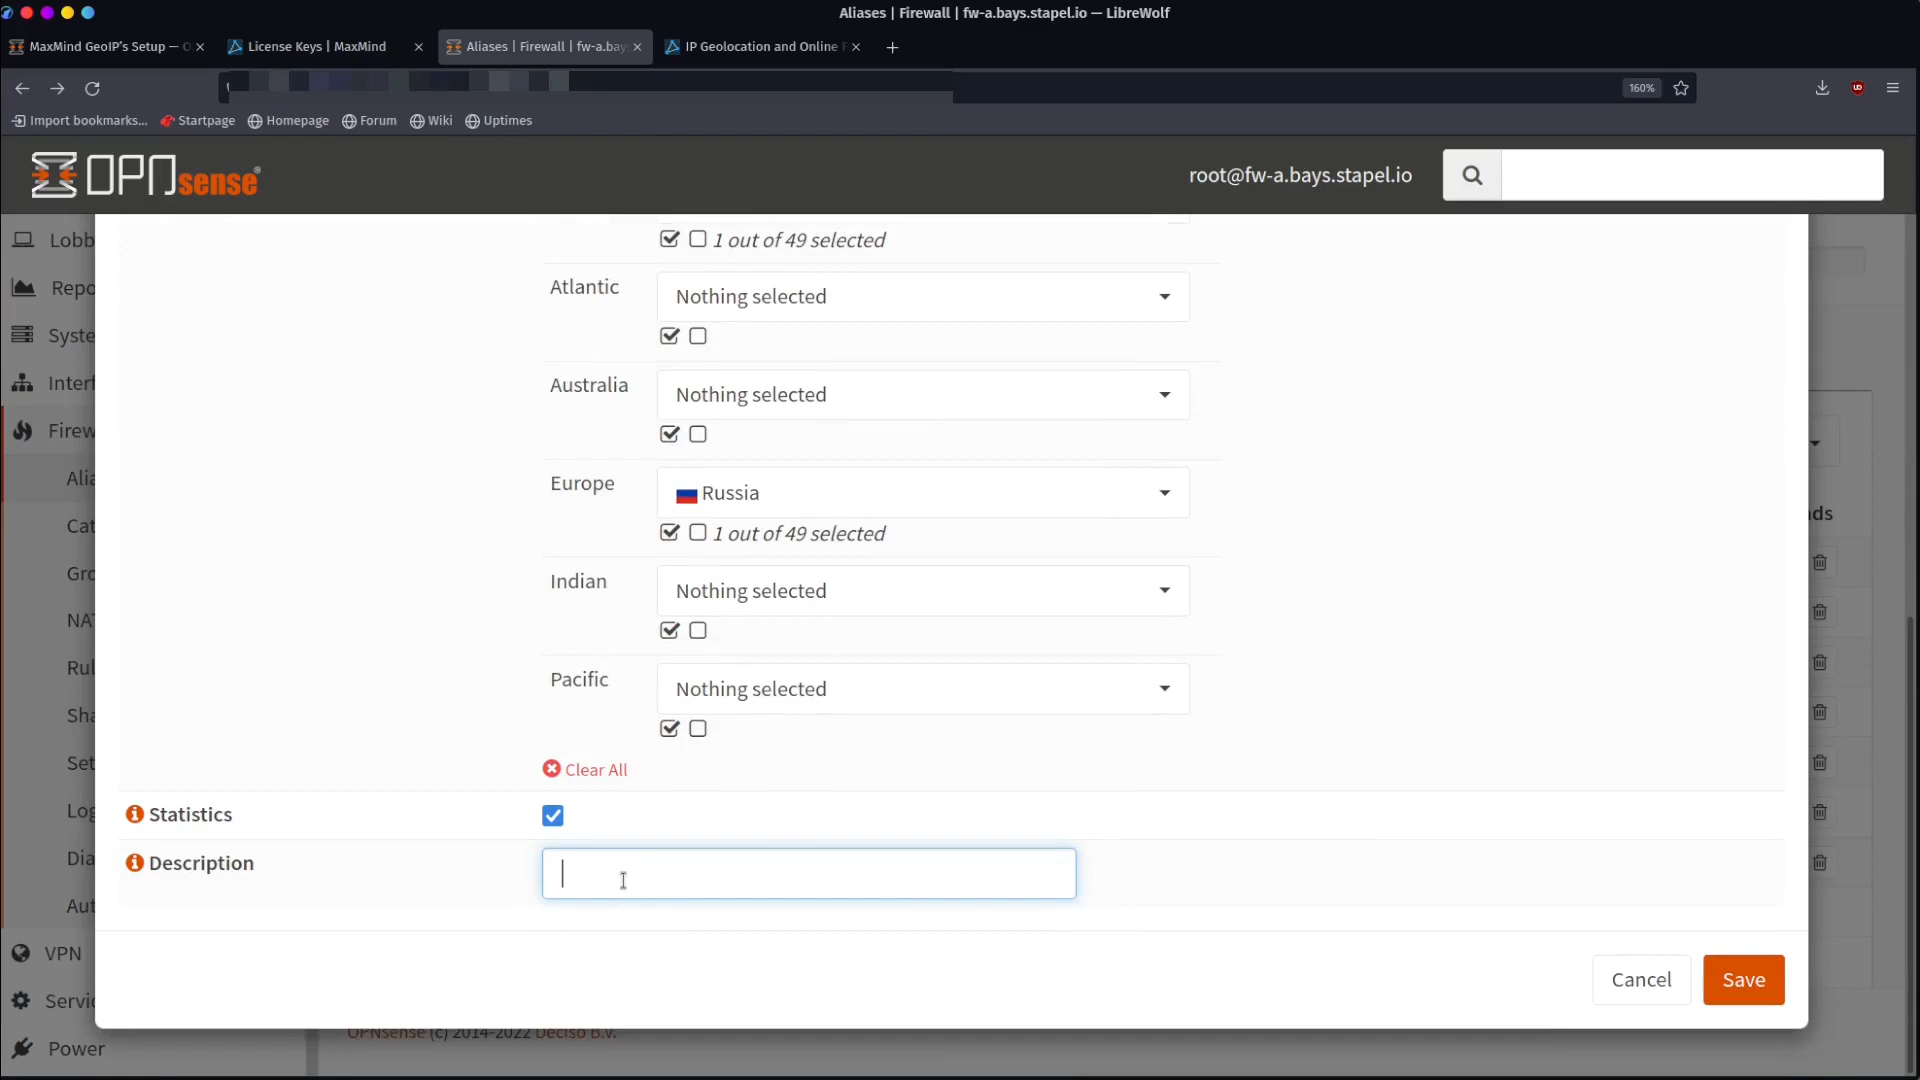 Aliases | Firewall | fw-a.bays.stapel.io — LibreWolf
MaxMind GeoIP's Setup — O
License Keys | MaxMind
Aliases | Firewall | fw-a.bays
IP Geolocation and Online F
160%
Import bookmarks...
Startpage
Homepage
Forum
Wiki
Uptimes
OPNsense
root@fw-a.bays.stapel.io
Lobb
Repo
Syste
Interf
Firew
Alia
Cat
Gro
NA
Rul
Sha
Set
Log
Dia
Aut
VPN
Servic
Power
1 out of 49 selected
Atlantic
Nothing selected
Australia
Nothing selected
Europe
Russia
1 out of 49 selected
Indian
Nothing selected
Pacific
Nothing selected
Clear All
Statistics
Description
nds
Cancel
Save
OPNsense (c) 2014-2022 Deciso B.V.